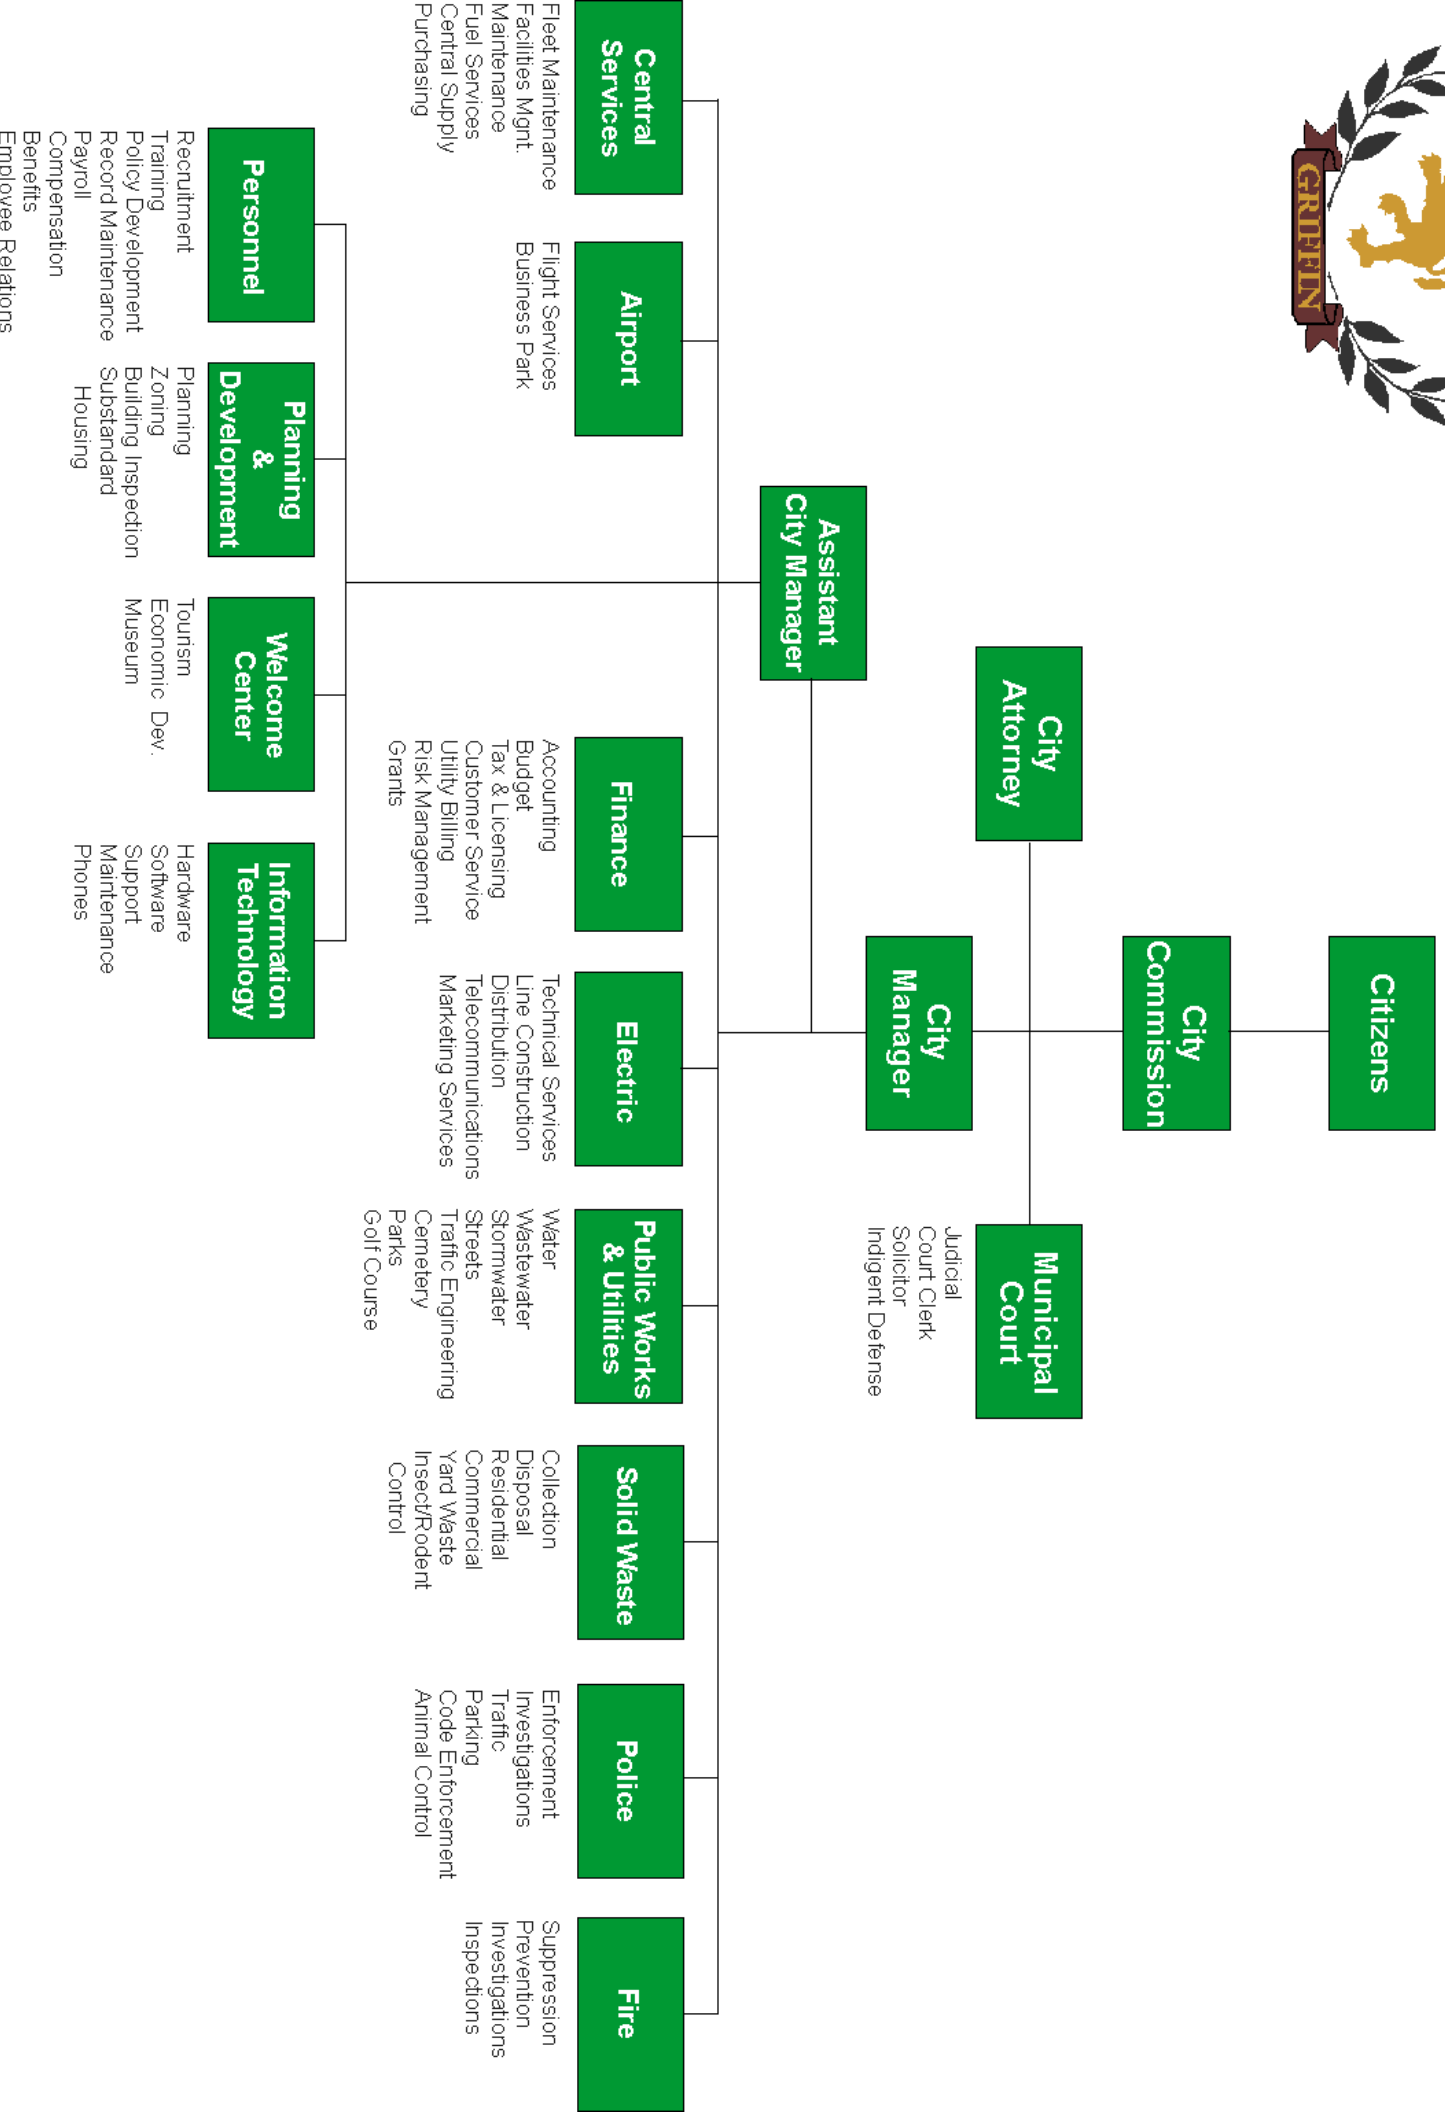 GRIFFIN
Citizens
City
Commission
City
Attorney
Municipal
Court
Judicial
Court Clerk
Solicitor
Indigent Defense
City
Manager
Assistant
City Manager
Central
Services
Fleet Maintenance
Facilities Mgnt.
Maintenance
Fuel Services
Central Supply
Purchasing
Airport
Flight Services
Business Park
Finance
Accounting
Budget
Tax & Licensing
Customer Service
Utility Billing
Risk Management
Grants
Electric
Technical Services
Line Construction
Distribution
Telecommunications
Marketing Services
Public Works
& Utilities
Water
Wastewater
Stormwater
Streets
Traffic Engineering
Cemetery
Parks
Golf Course
Solid Waste
Collection
Disposal
Residential
Commercial
Yard Waste
Insect/Rodent
Control
Police
Enforcement
Investigations
Traffic
Parking
Code Enforcement
Animal Control
Fire
Suppression
Prevention
Investigations
Inspections
Personnel
Recruitment
Training
Policy Development
Record Maintenance
Payroll
Compensation
Benefits
Employee Relations
Planning
&
Development
Planning
Zoning
Building Inspection
Substandard
Housing
Welcome
Center
Tourism
Economic Dev.
Museum
Information
Technology
Hardware
Software
Support
Maintenance
Phones